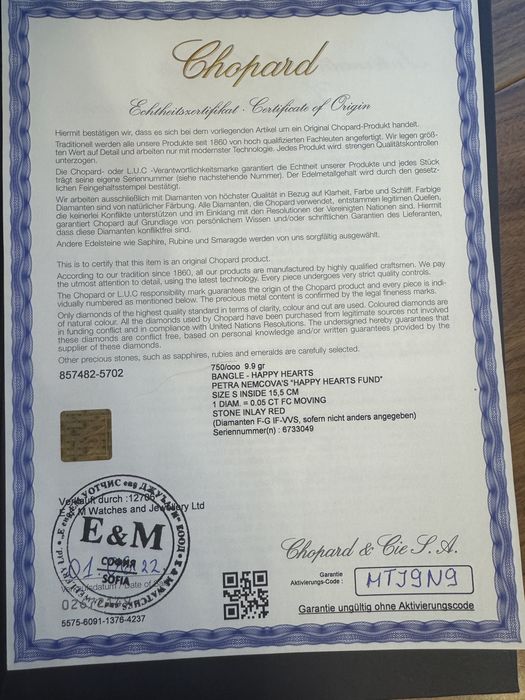 Chopard
Echtheitszertifikat - Certificate of Origin
Hiermit bestätigen wir, dass es sich bei dem vorliegenden Artikel um ein Original Chopard-Produkt handelt.
Traditionell werden alle unsere Produkte seit 1860 von hoch qualifizierten Fachleuten angefertigt. Wir legen größ-
ten Wert auf Detail und arbeiten nur mit modernster Technologie. Jedes Produkt wird strengen Qualitätskontrollen
unterzogen.
Die Chopard- oder L.U.C -Verantwortlichkeitsmarke garantiert die Echtheit unserer Produkte und jedes Stück
trägt seine eigene Seriennummer (siehe nachstehende Nummer). Der Edelmetallgehalt wird durch den gesetz-
lichen Feingehaltsstempel bestätigt.
Wir arbeiten ausschließlich mit Diamanten von höchster Qualität in Bezug auf Klarheit, Farbe und Schliff. Farbige
Diamanten sind von natürlicher Färbung. Alle Diamanten, die Chopard verwendet, entstammen legitimen Quellen,
die keinerlei Konflikte unterstützen und im Einklang mit den Resolutionen der Vereinigten Nationen sind. Hiermit
garantiert Chopard auf Grundlage von persönlichem Wissen und/oder schriftlichen Garantien des Lieferanten,
dass diese Diamanten konfliktfrei sind.
Andere Edelsteine wie Saphire, Rubine und Smaragde werden von uns sorgfältig ausgewählt.
This is to certify that this item is an original Chopard product.
According to our tradition since 1860, all our products are manufactured by highly qualified craftsmen. We pay
the utmost attention to detail, using the latest technology. Every piece undergoes very strict quality controls.
The Chopard or L.U.C responsibility mark guarantees the origin of the Chopard product and every piece is indi-
vidually numbered as mentioned below. The precious metal content is confirmed by the legal fineness marks.
Only diamonds of the highest quality standard in terms of clarity, colour and cut are used. Coloured diamonds are
of natural colour. All the diamonds used by Chopard have been purchased from legitimate sources not involved
in funding conflict and in compliance with United Nations Resolutions. The undersigned hereby guarantees that
these diamonds are conflict free, based on personal knowledge and/or written guarantees provided by the
supplier of these diamonds.
Other precious stones, such as sapphires, rubies and emeralds are carefully selected.
857482-5702
750/000 9.9 gr
BANGLE - HAPPY HEARTS
PETRA NEMCOVA'S "HAPPY HEARTS FUND"
SIZE S INSIDE 15,5 CM
1 DIAM. = 0.05 CT FC MOVING
STONE INLAY RED
(Diamanten F-G IF-VVS, sofern nicht anders angegeben)
Seriennummer(n) : 6733049
Verkauft durch :
E M Watches and Jewellery Ltd
E & M
СОФИЯ
SOFIA
01. 22
Date of
5575-6091-1376-4237
Chopard & Cie S.A.
Garantie
Aktivierungs-Code :
MTJ9N9
Garantie ungültig ohne Aktivierungscode